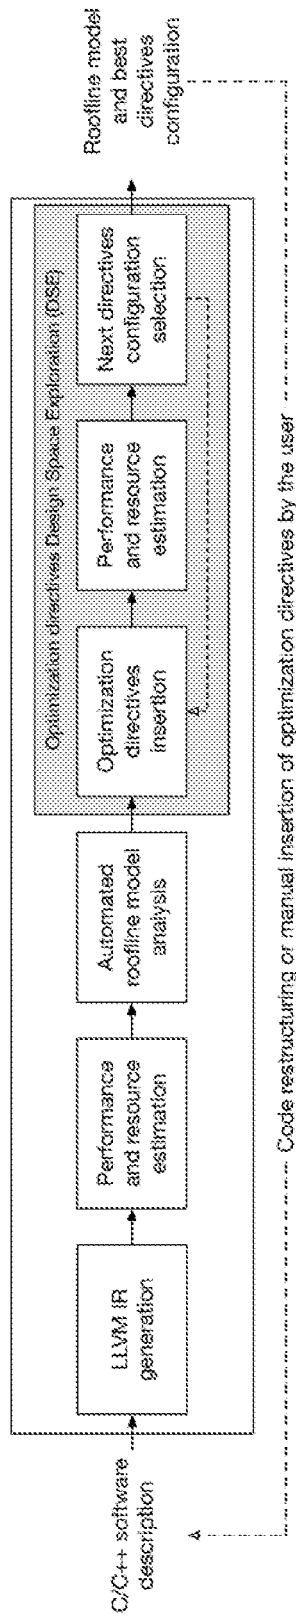 C/C++ software
description
LLVM IR
generation
Performance
and resource
estimation
Automated
roofline model
analysis
Optimization directives Design Space Exploration (DSE)
Optimization
directives
insertion
Performance
and resource
estimation
Next directives
configuration
selection
Roofline model
and best
directives
configuration
Code restructuring or manual insertion of optimization directives by the user